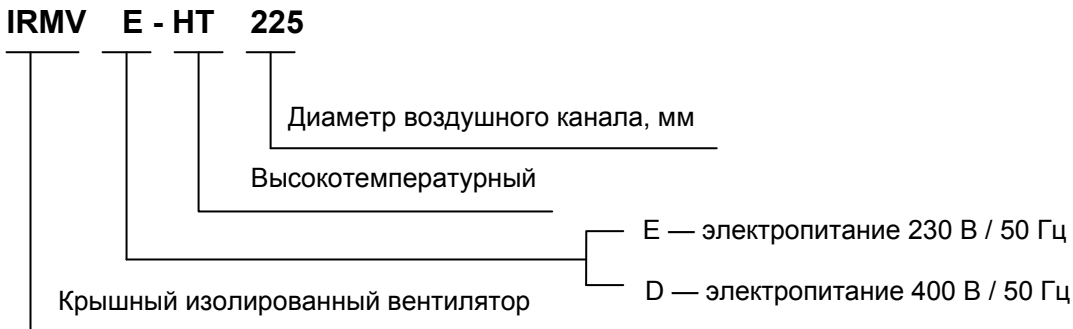 IRMV E - HT 225
Диаметр воздушного канала, мм
Высокотемпературный
E — электропитание 230 В / 50 Гц
D — электропитание 400 В / 50 Гц
Крышный изолированный вентилятор